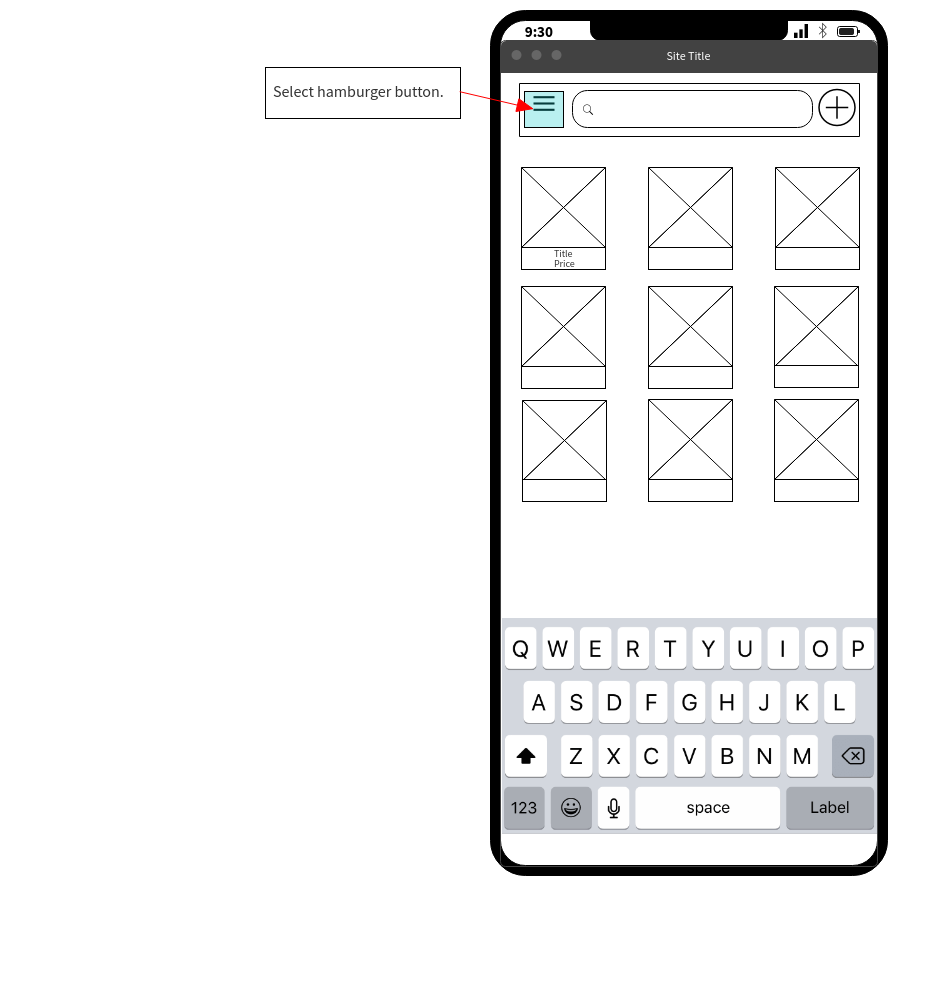 9:30
Site Title
Select hamburger button.
Title
Price
Q W E R T Y U I O P
A S D F G H J K L
Z X C V B N M
123 space Label